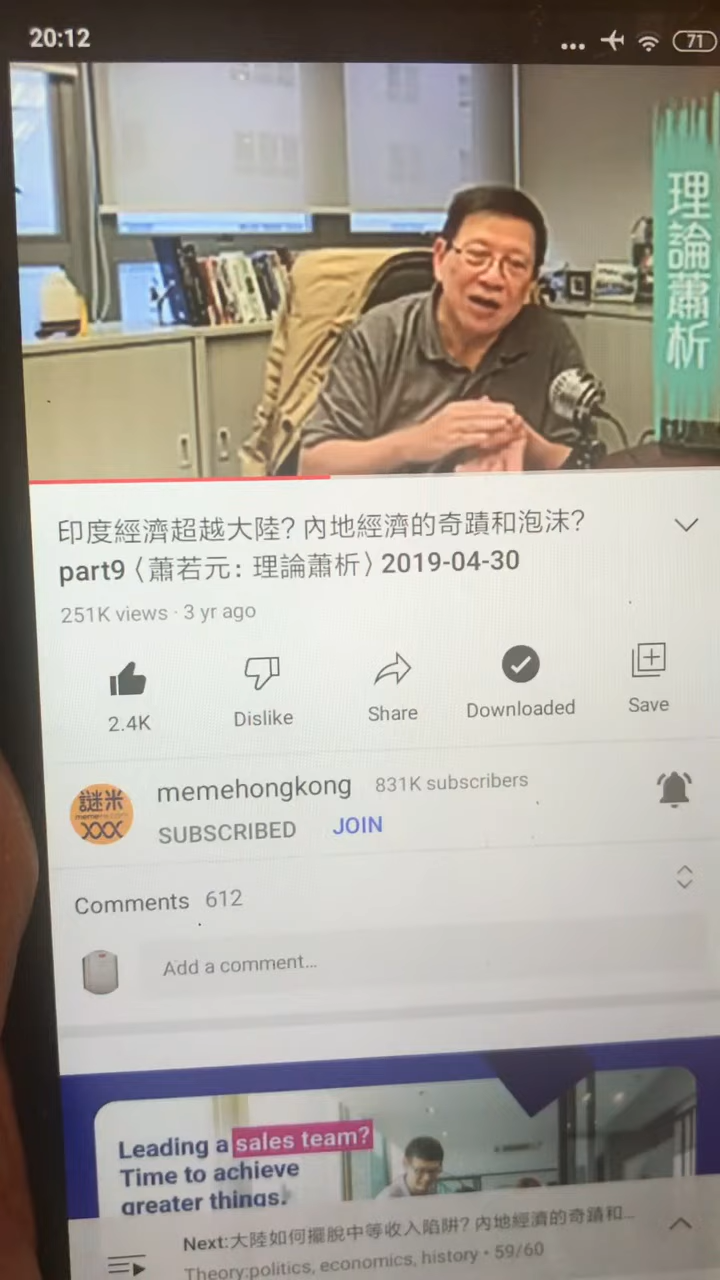 20:12
71
理論蕭析
印度經濟超越大陸? 內地經濟的奇蹟和泡沫?
part9〈蕭若元：理論蕭析〉2019-04-30
251K views · 3 yr ago
2.4K
Dislike
Share
Downloaded
Save
謎米
memehongkong 831K subscribers
SUBSCRIBED JOIN
Comments 612
Add a comment...
Leading a sales team?
Time to achieve
greater things.
Next:大陸如何擺脫中等收入陷阱? 內地經濟的奇蹟和...
Theory:politics, economics, history • 59/60